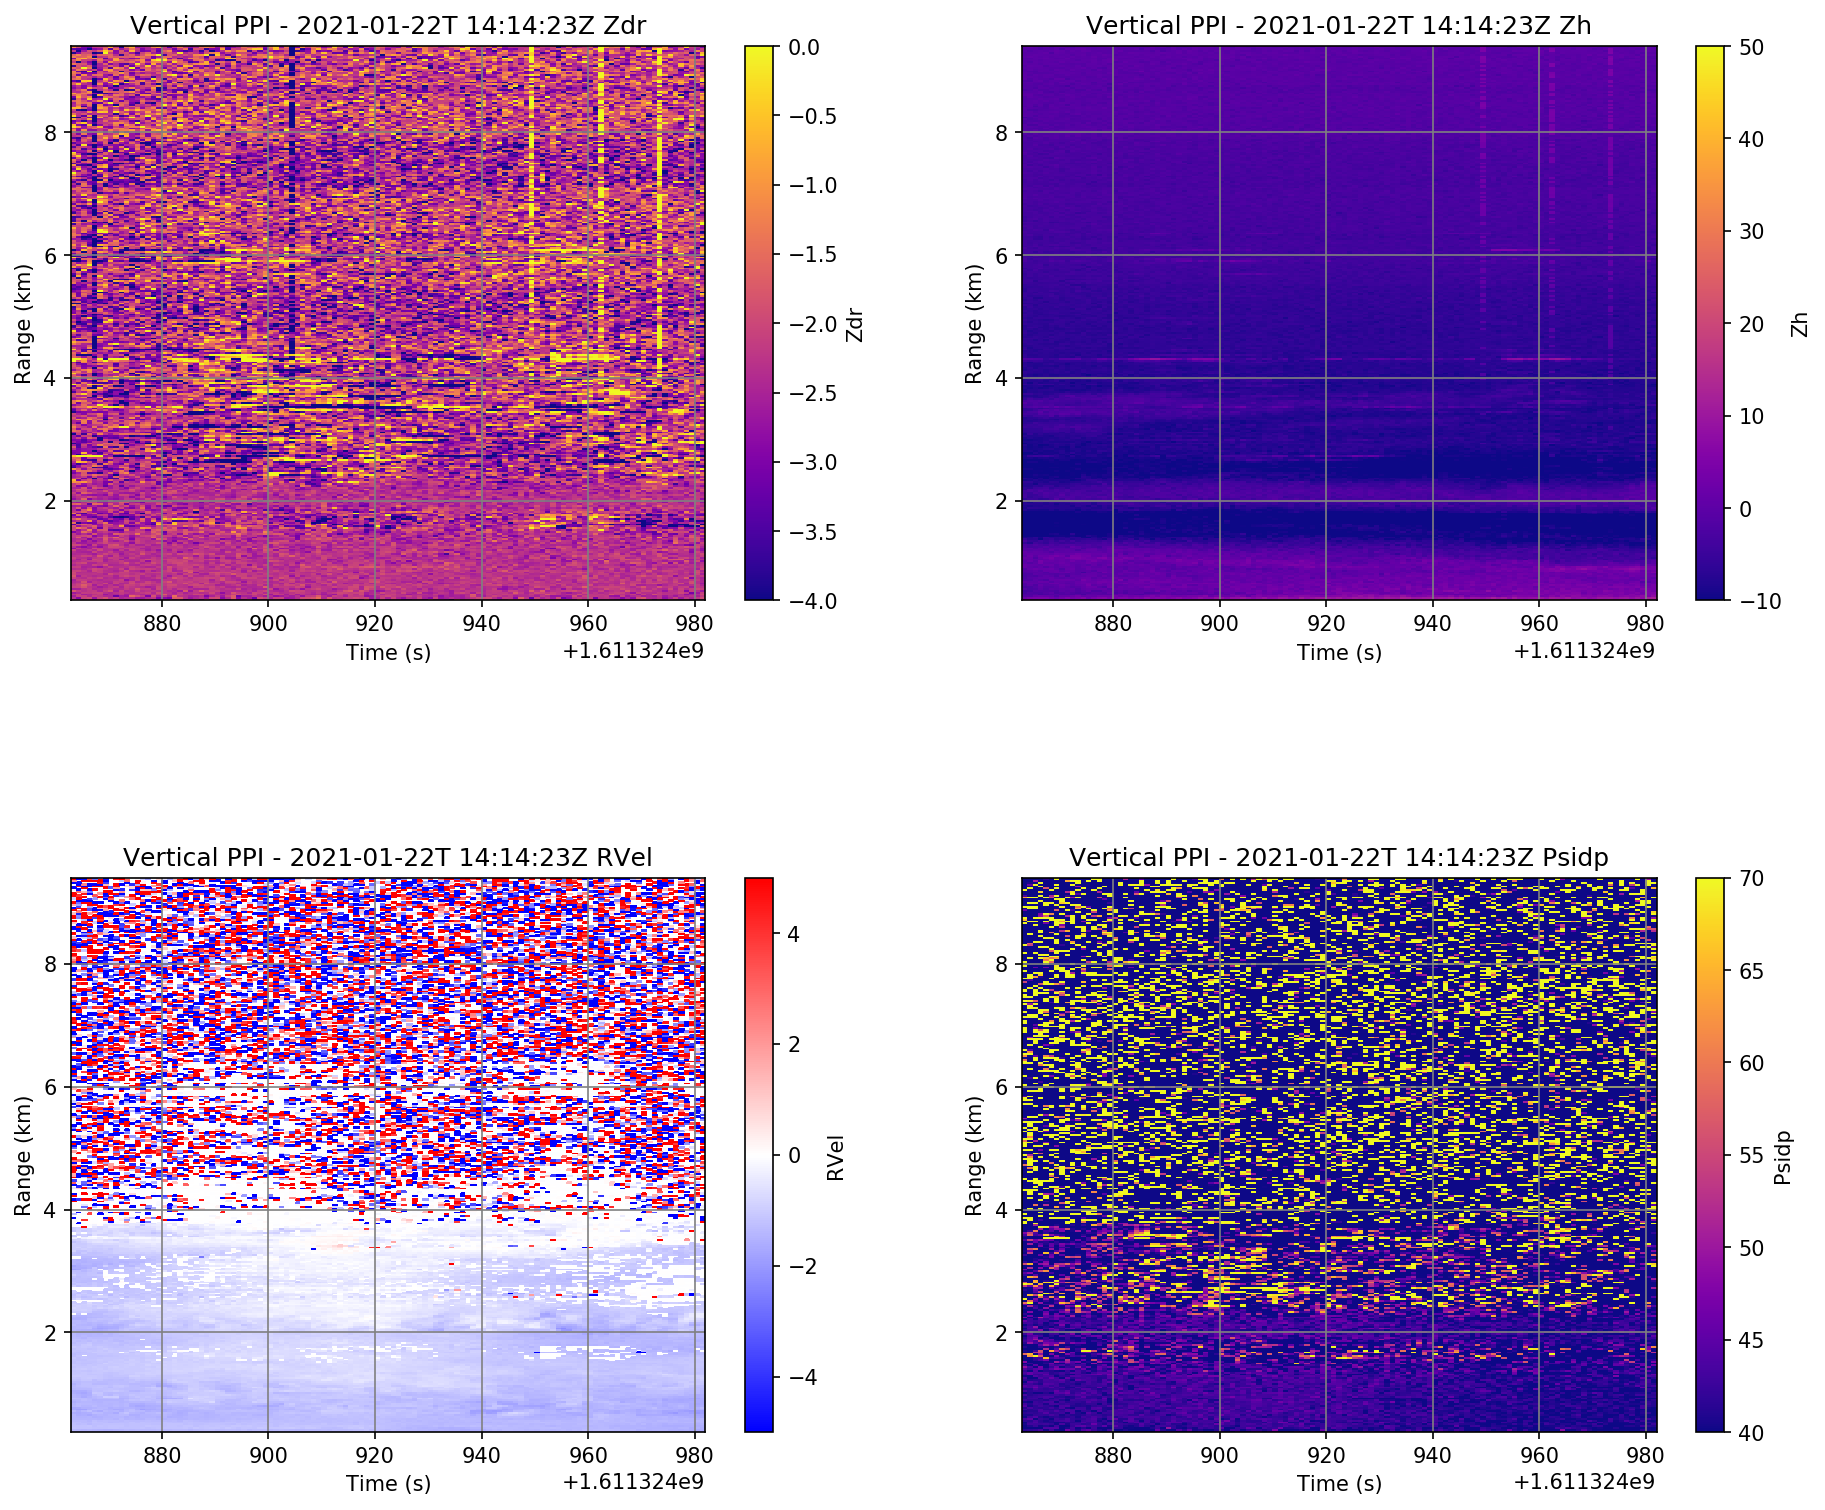 Vertical PPI - 2021-01-22T 14:14:23Z Zdr
Range (km)
8
6
4
2
880 900 920 940 960 980
Time (s)
+1.611324e9
0.0
−0.5
−1.0
−1.5
−2.0
−2.5
−3.0
−3.5
−4.0
Zdr
Vertical PPI - 2021-01-22T 14:14:23Z Zh
Range (km)
8
6
4
2
880 900 920 940 960 980
Time (s)
+1.611324e9
50
40
30
20
10
0
−10
Zh
Vertical PPI - 2021-01-22T 14:14:23Z RVel
Range (km)
8
6
4
2
880 900 920 940 960 980
Time (s)
+1.611324e9
4
2
0
−2
−4
RVel
Vertical PPI - 2021-01-22T 14:14:23Z Psidp
Range (km)
8
6
4
2
880 900 920 940 960 980
Time (s)
+1.611324e9
70
65
60
55
50
45
40
Psidp